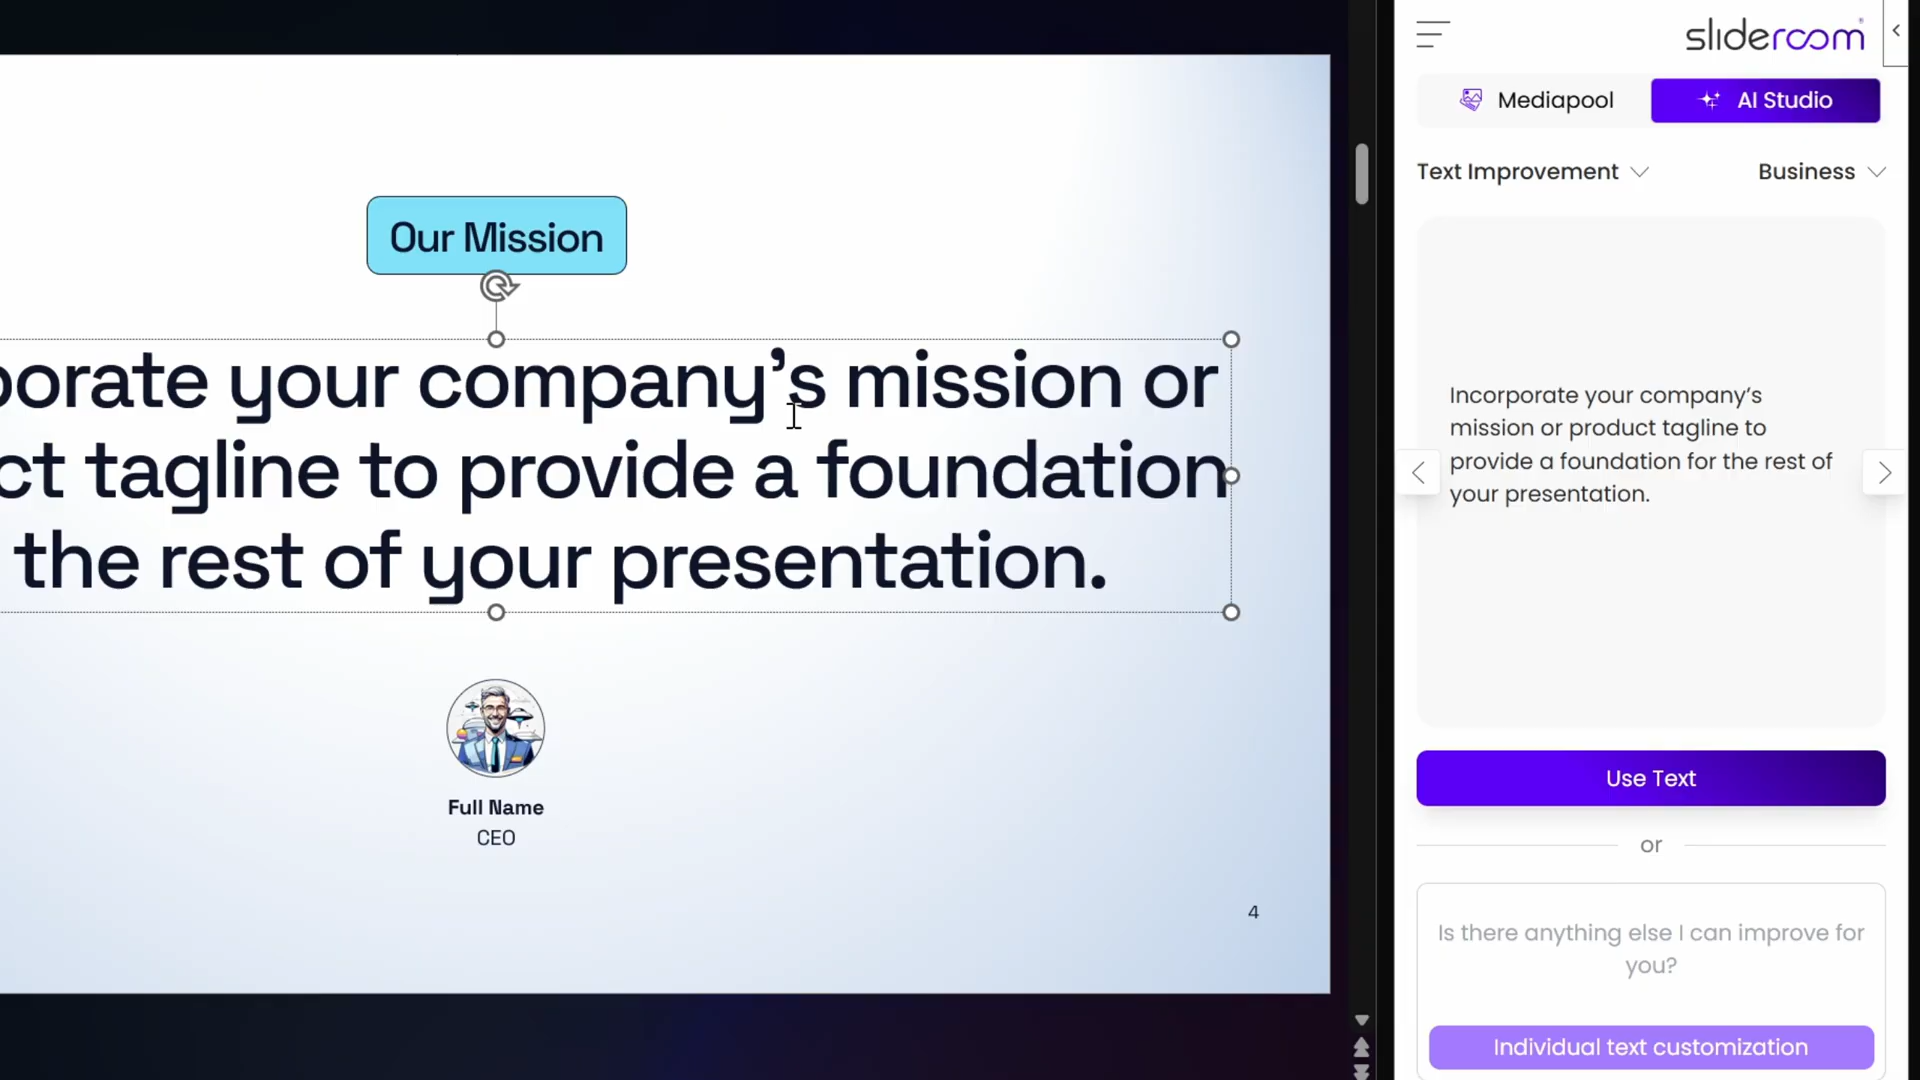 Our Mission
porate your company’s mission or
ct tagline to provide a foundation
the rest of your presentation.
Full Name
CEO
4
slideroom
Mediapool
AI Studio
Text Improvement
Business
Incorporate your company’s
mission or product tagline to
provide a foundation for the rest of
your presentation.
Use Text
or
Is there anything else I can improve for
you?
Individual text customization